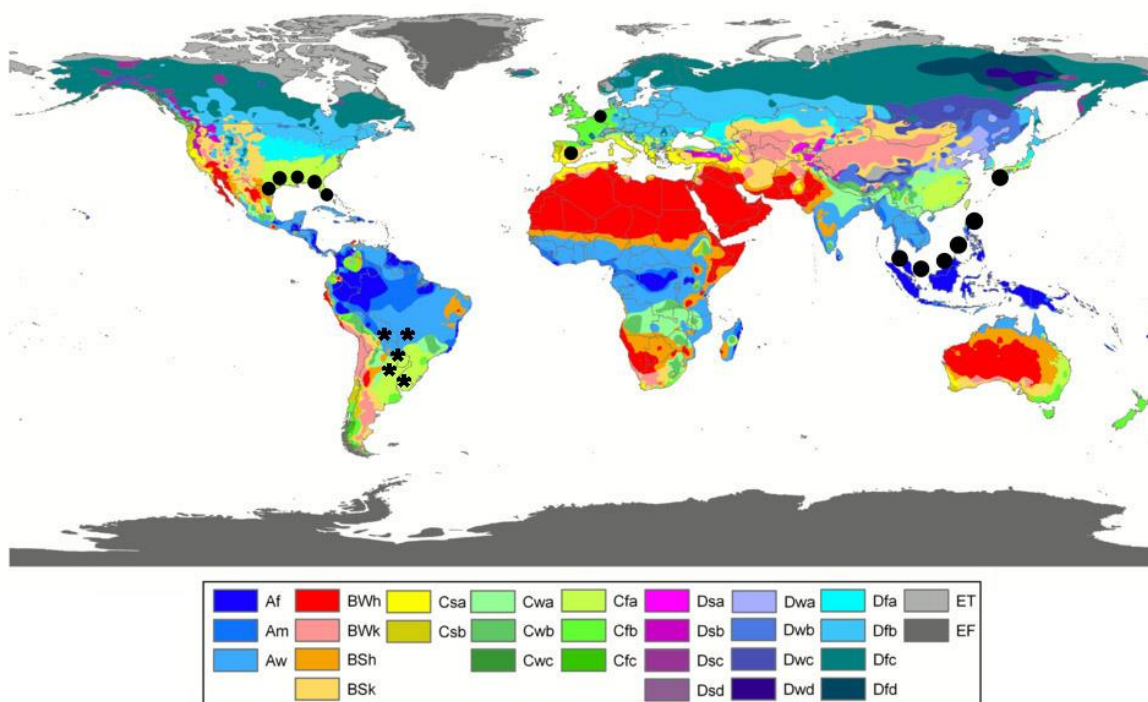 Af BWh Csa Cwa Cfa Dsa Dwa Dfa ET
Am BWk Csb Cwb Cfb Dsb Dwb Dfb EF
Aw BSh Cwc Cfc Dsc Dwc Dfc
BSk Dsd Dwd Dfd